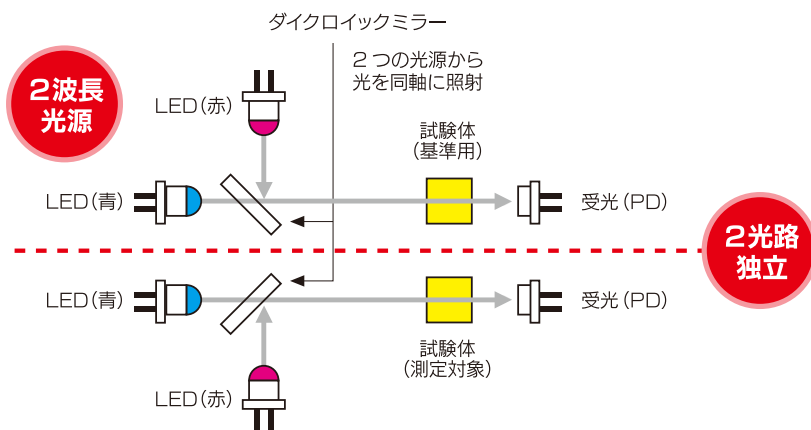 ダイクロイックミラー
2つの光源から
光を同軸に照射
2波長
光源
LED(赤)
試験体
(基準用)
LED(青)
受光(PD)
2光路
独立
LED(青)
受光(PD)
試験体
(測定対象)
LED(赤)